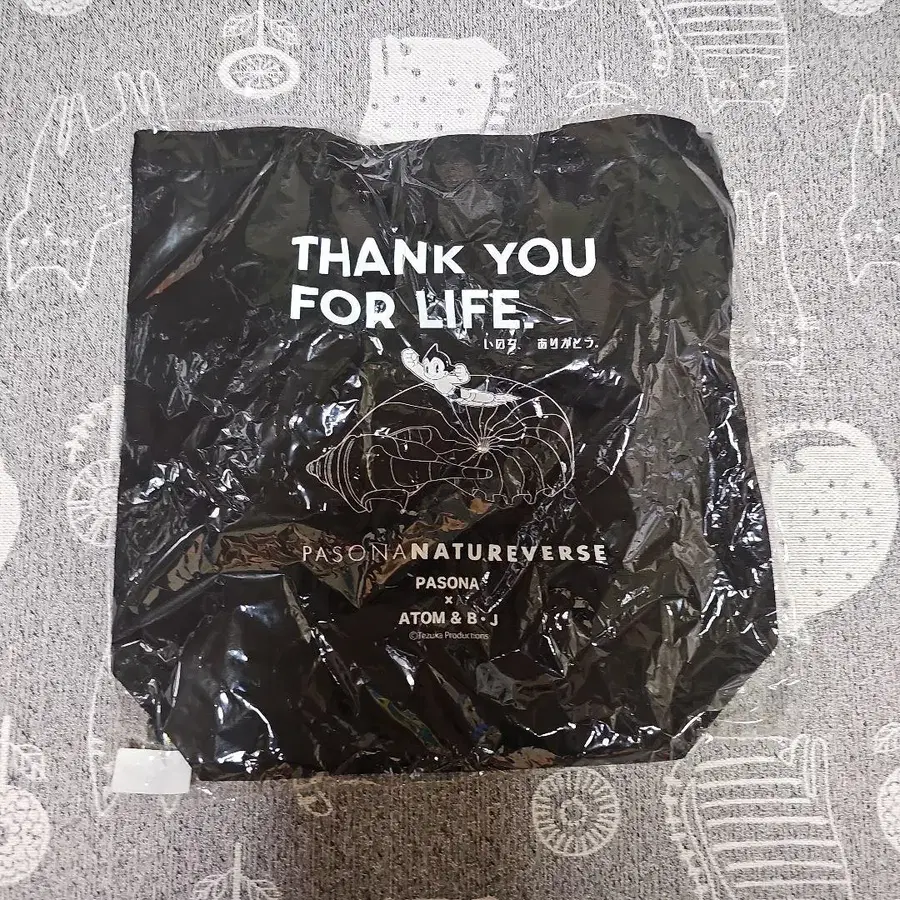 THANK YOU
FOR LIFE.
いのち、ありがとう。
PASONANATUREVERSE
PASONA
×
ATOM & B・J
©Tezuka Productions